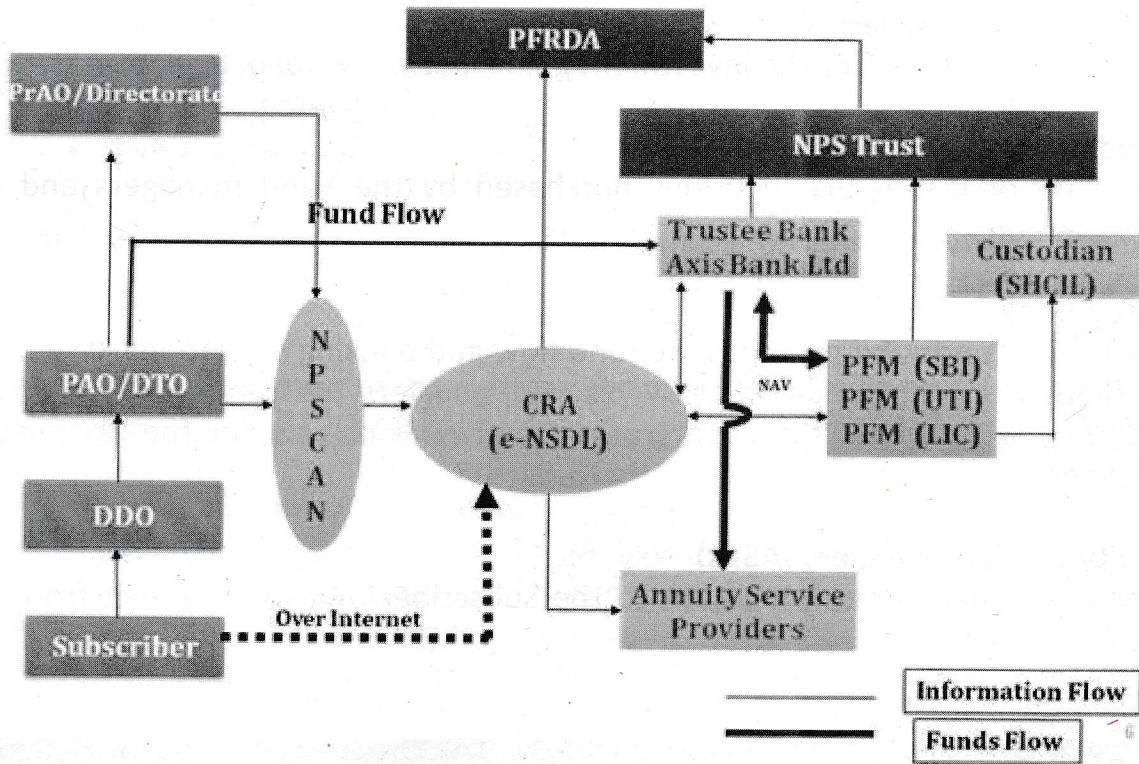 PFRDA
PrAO/Directorate
NPS Trust
Fund Flow
Trustee Bank
Axis Bank Ltd
Custodian
(SHCIL)
N
P
S
C
A
N
PAO/DTO
CRA
(e-NSDL)
NAV
PFM (SBI)
PFM (UTI)
PFM (LIC)
DDO
Subscriber
Over Internet
Annuity Service
Providers
Information Flow
Funds Flow
6